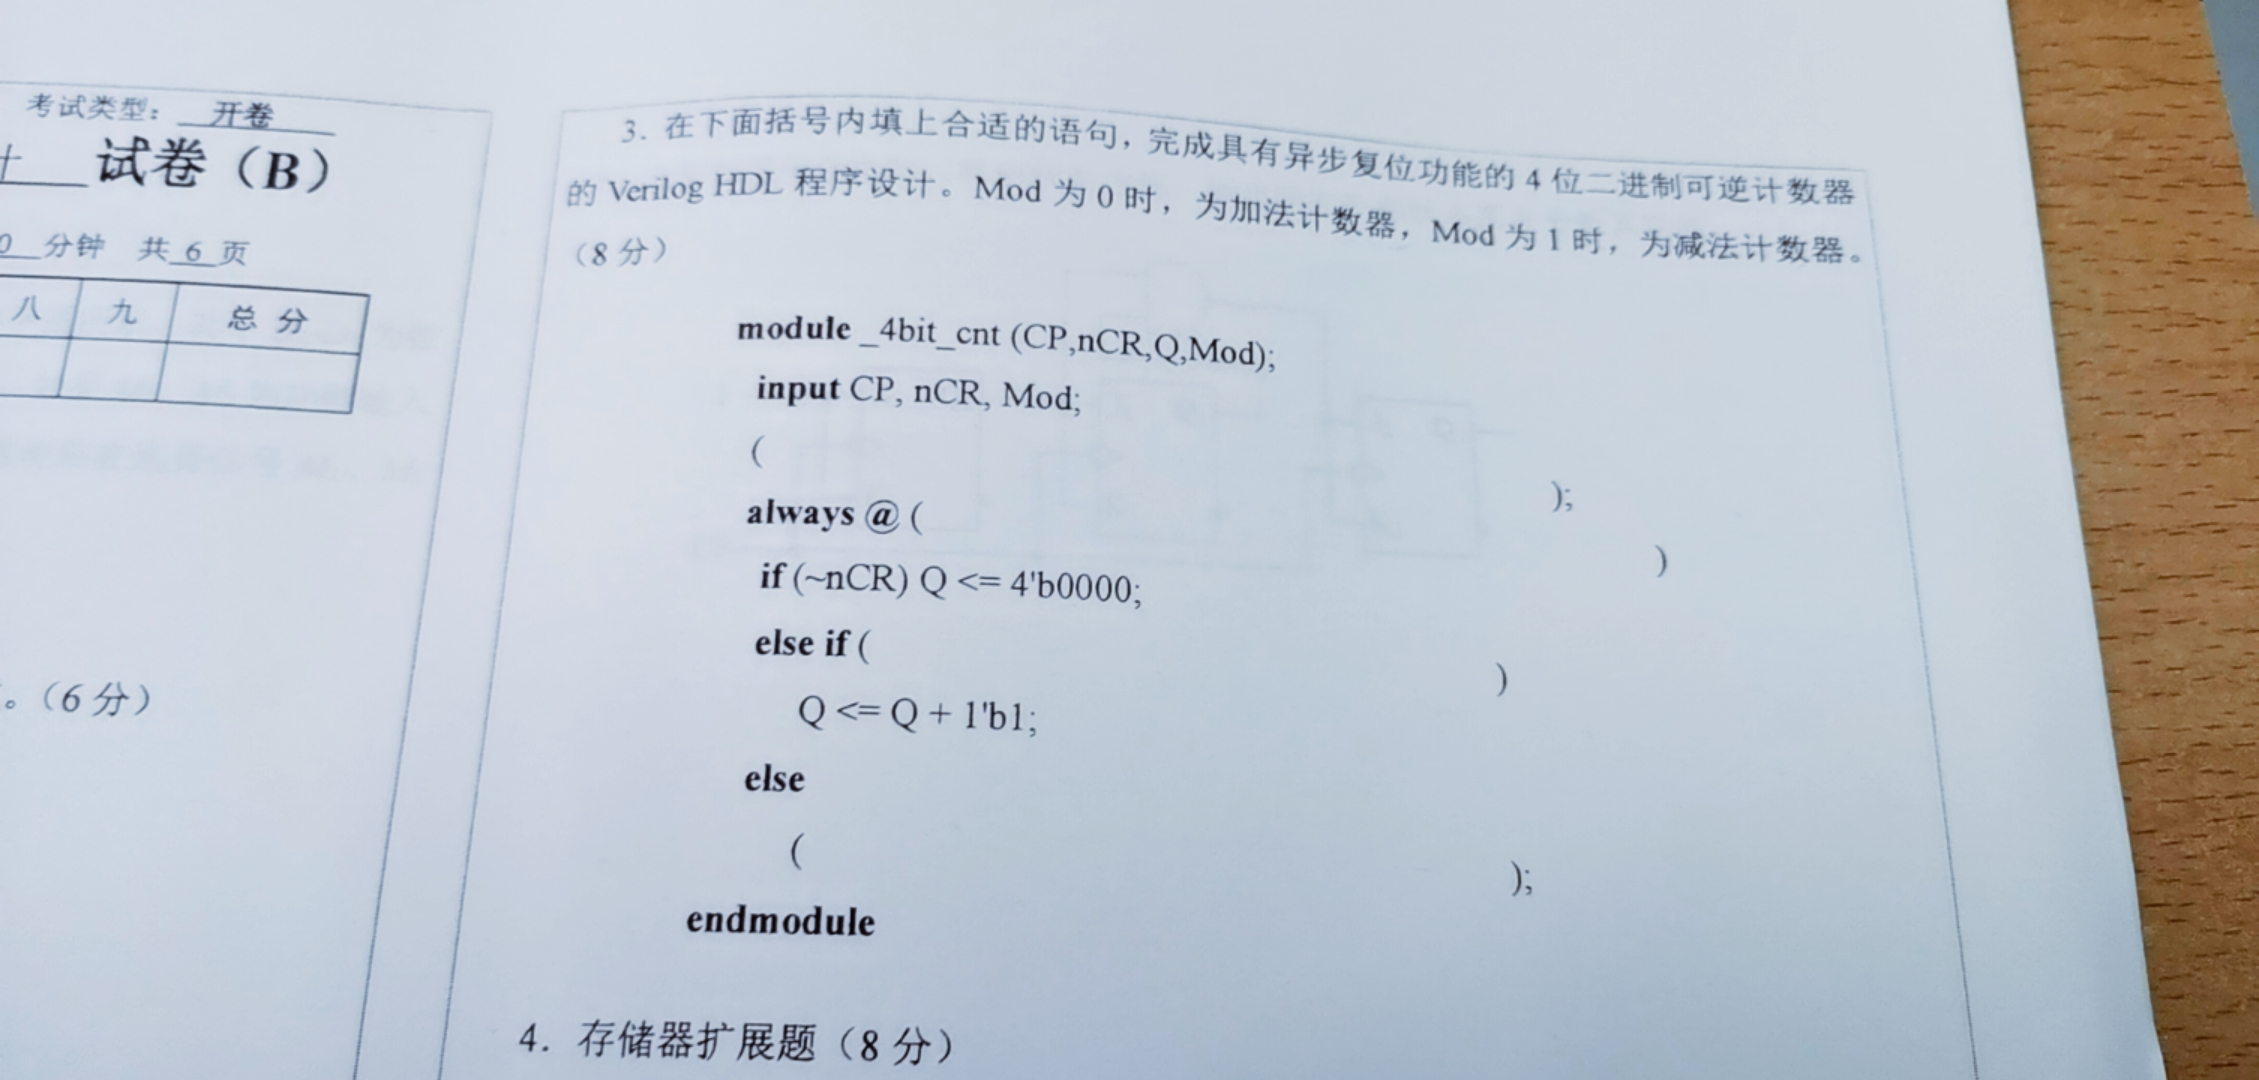 考试类型： 开卷
试卷（B）
0 分钟 共 6 页
八 九 总 分
。（6 分）
3. 在下面括号内填上合适的语句，完成具有异步复位功能的 4 位二进制可逆计数器
的 Verilog HDL 程序设计。Mod 为 0 时，为加法计数器，Mod 为 1 时，为减法计数器。
（8 分）
module _4bit_cnt (CP,nCR,Q,Mod);
input CP, nCR, Mod;
( );
always @ ( )
if (~nCR) Q <= 4'b0000;
else if ( )
Q <= Q + 1'b1;
else
( );
endmodule
4. 存储器扩展题（8 分）